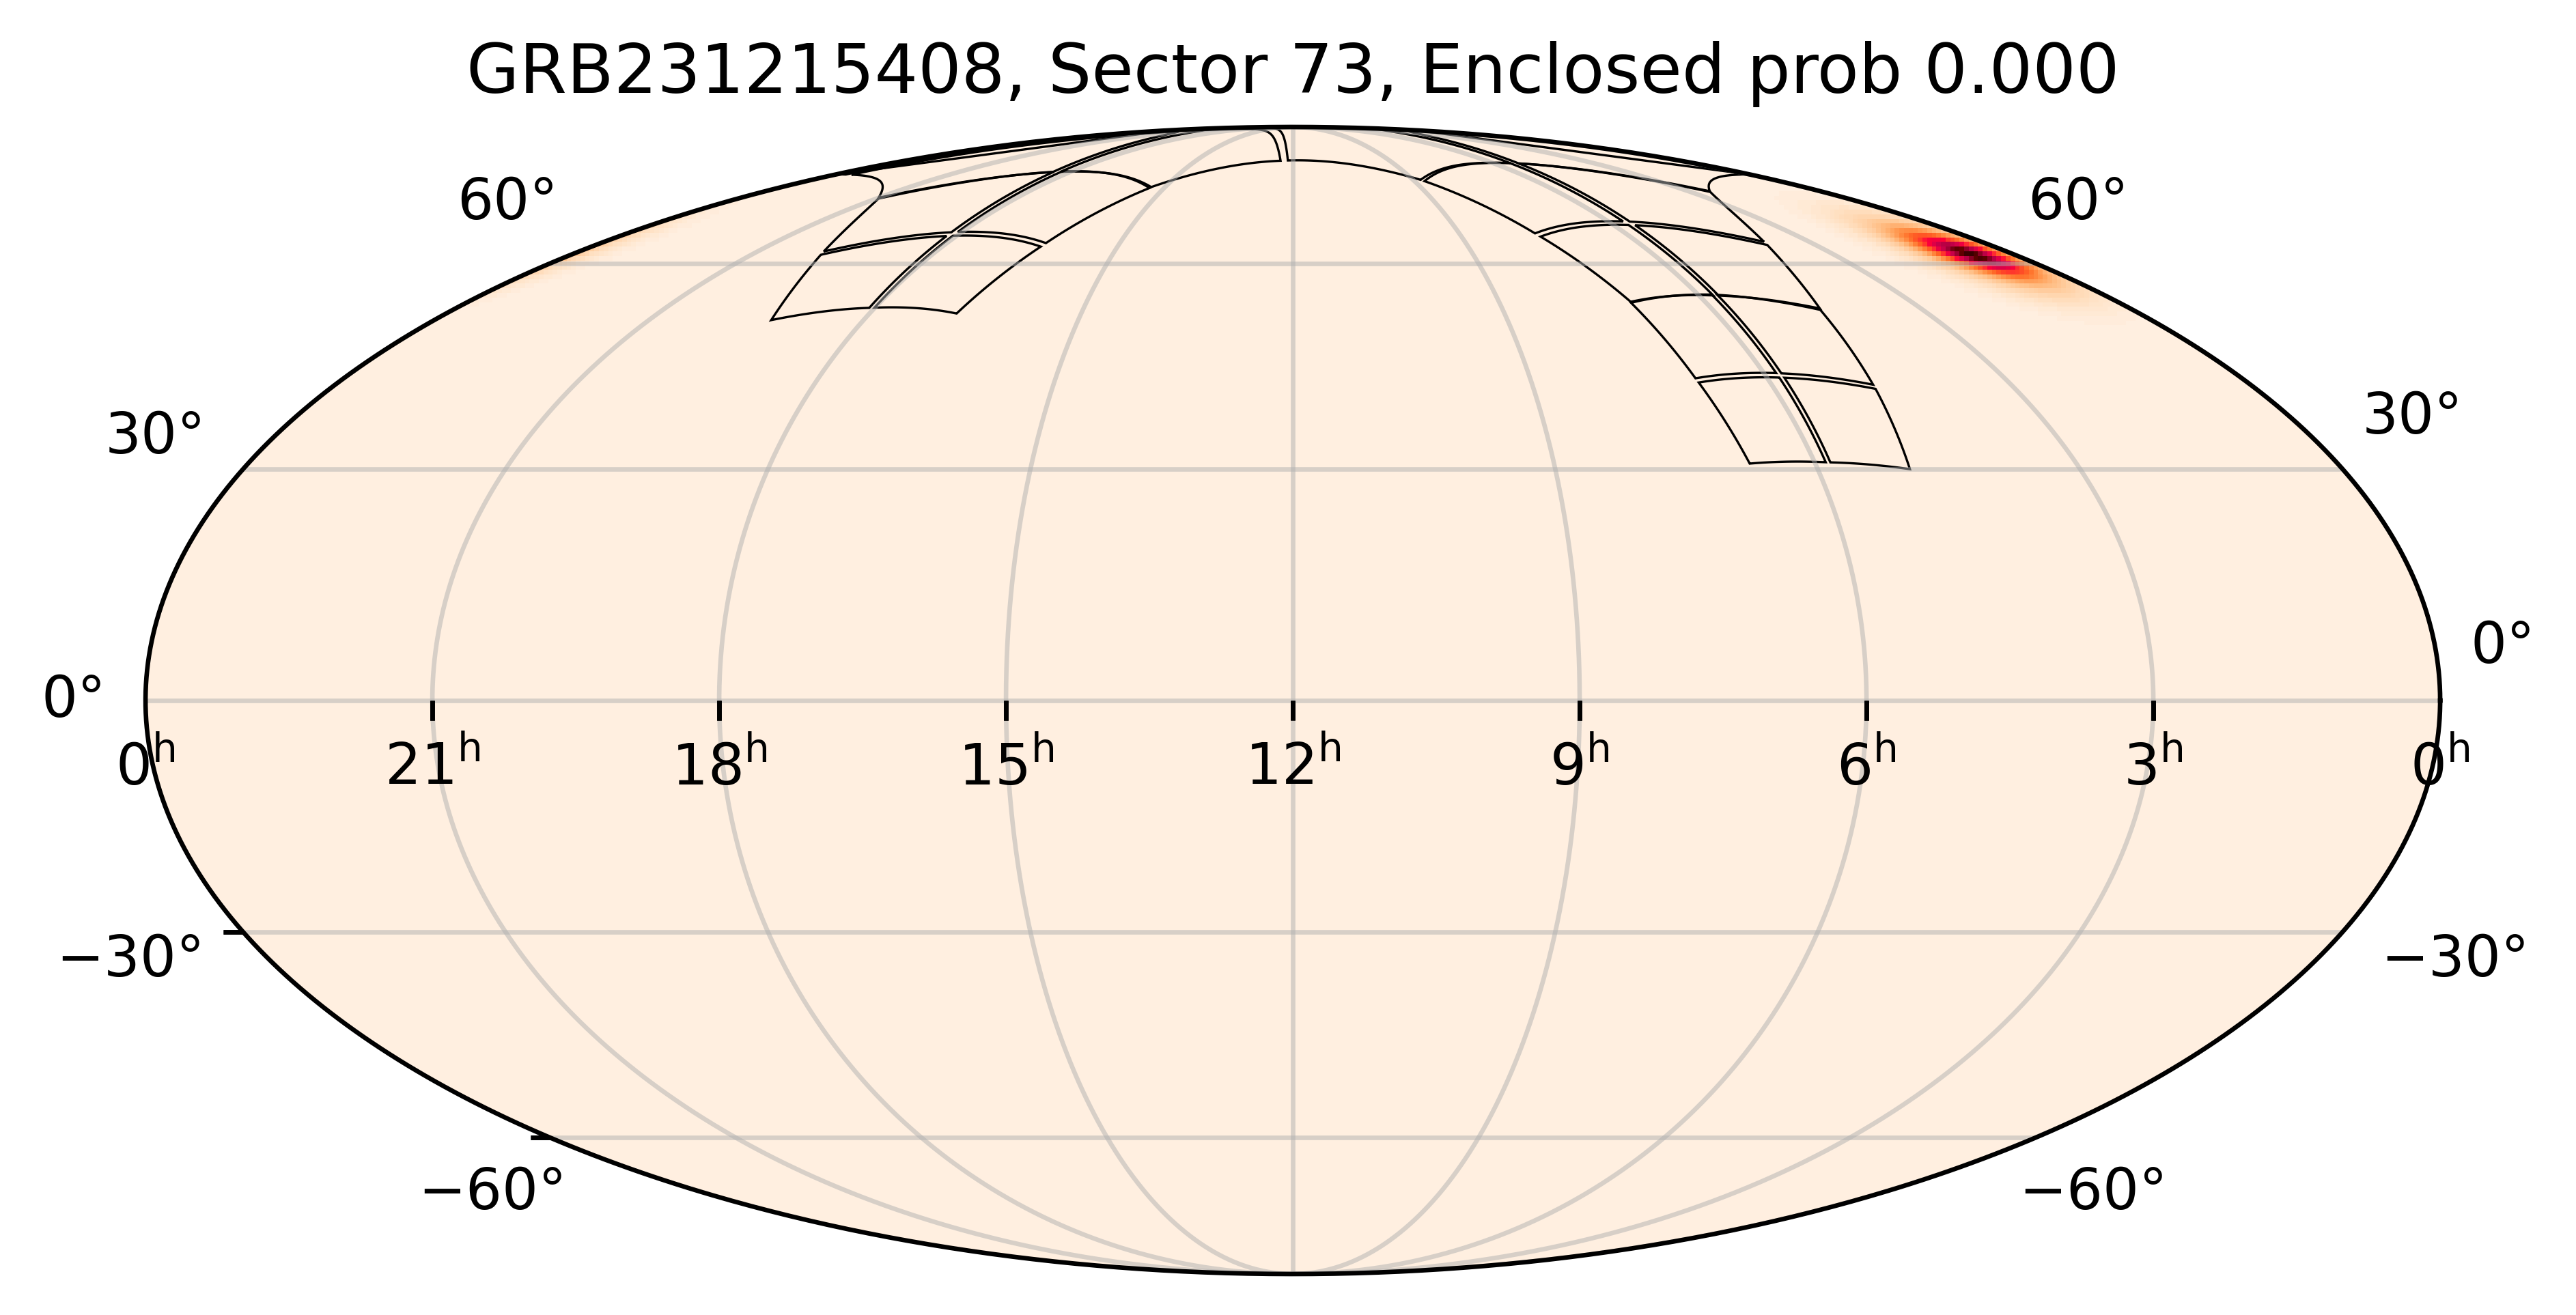 GRB231215408, Sector 73, Enclosed prob 0.000
60° 60°
30° 30°
0° 0°
0ʰ 21ʰ 18ʰ 15ʰ 12ʰ 9ʰ 6ʰ 3ʰ 0ʰ
−30° −30°
−60° −60°